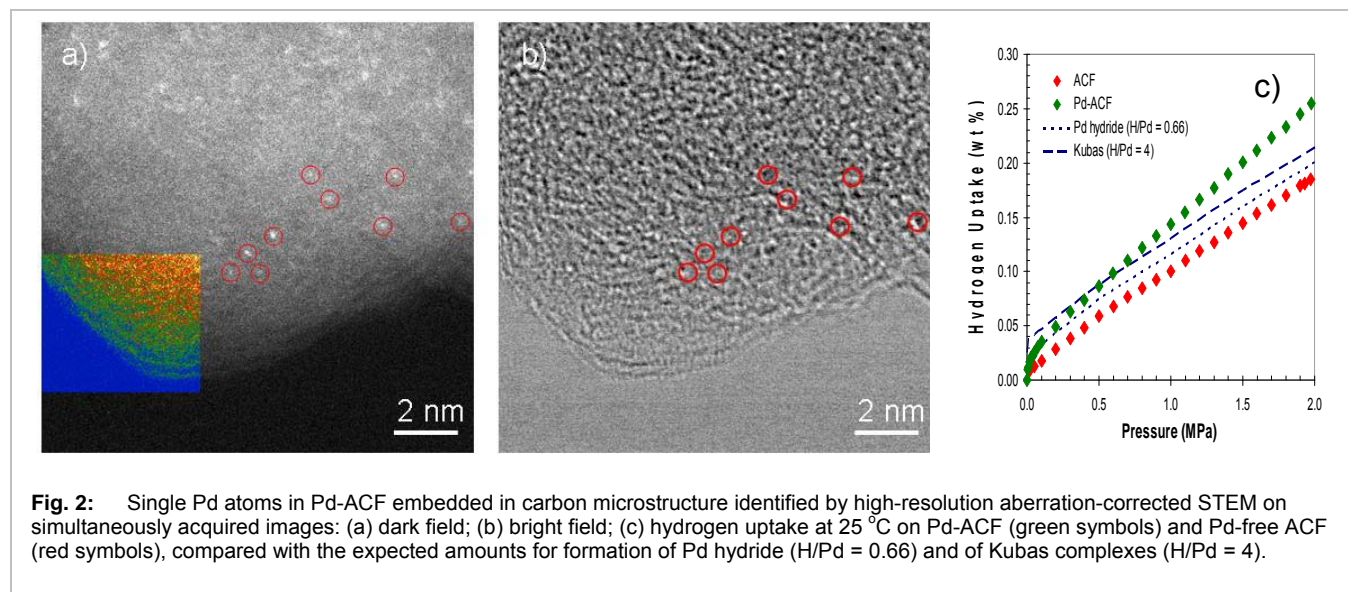 a)
2 nm
b)
2 nm
c)
Hydrogen Uptake (wt %)
0.30
0.25
0.20
0.15
0.10
0.05
0.00
ACF
Pd-ACF
Pd hydride (H/Pd = 0.66)
Kubas (H/Pd = 4)
0.0 0.5 1.0 1.5 2.0
Pressure (MPa)
Fig. 2: Single Pd atoms in Pd-ACF embedded in carbon microstructure identified by high-resolution aberration-corrected STEM on
simultaneously acquired images: (a) dark field; (b) bright field; (c) hydrogen uptake at 25 °C on Pd-ACF (green symbols) and Pd-free ACF
(red symbols), compared with the expected amounts for formation of Pd hydride (H/Pd = 0.66) and of Kubas complexes (H/Pd = 4).